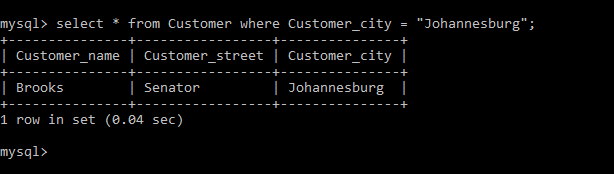 mysql> select * from Customer where Customer_city = "Johannesburg";
+---------------+-----------------+---------------+
| Customer_name | Customer_street | Customer_city |
+---------------+-----------------+---------------+
| Brooks        | Senator         | Johannesburg  |
+---------------+-----------------+---------------+
1 row in set (0.04 sec)
mysql>